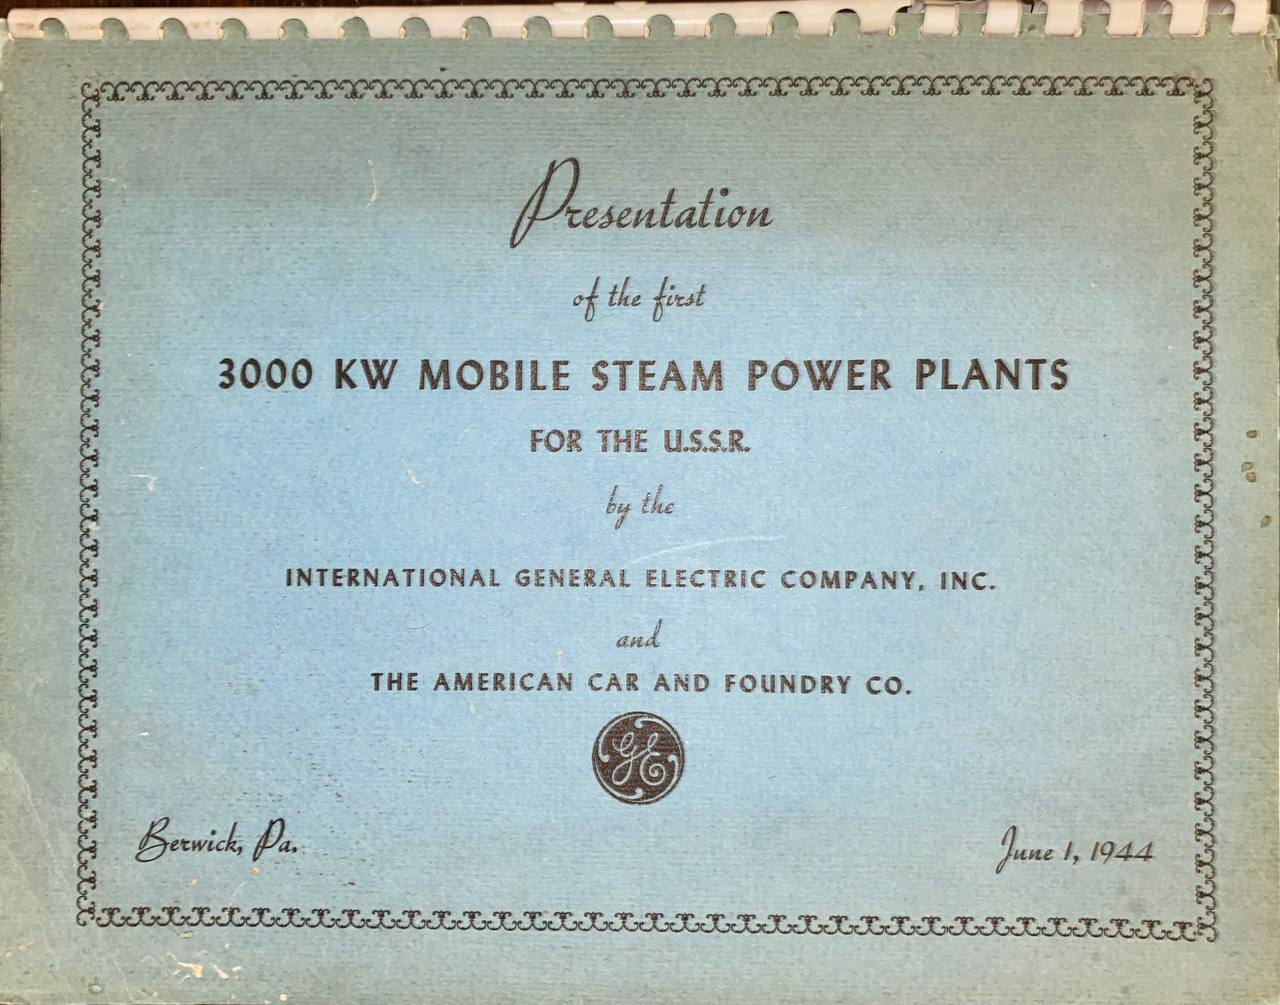 Presentation
of the first
3000 KW MOBILE STEAM POWER PLANTS
FOR THE U.S.S.R.
by the
INTERNATIONAL GENERAL ELECTRIC COMPANY, INC.
and
THE AMERICAN CAR AND FOUNDRY CO.
GE
Berwick, Pa.
June 1, 1944